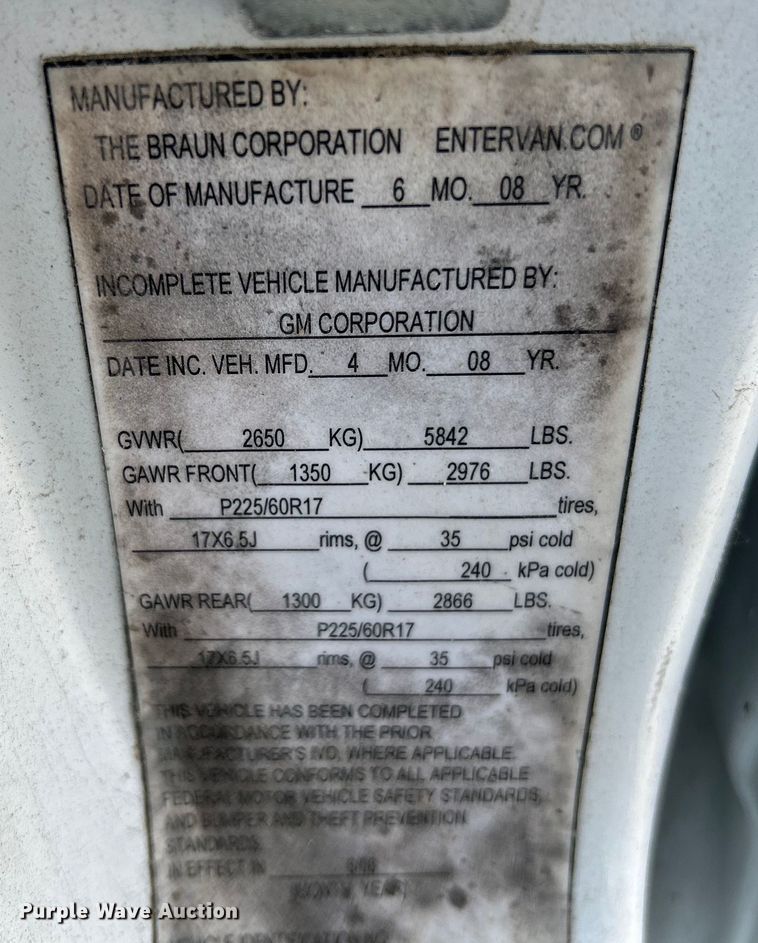 MANUFACTURED BY:
THE BRAUN CORPORATION ENTERVAN.COM®
DATE OF MANUFACTURE 6 MO. 08 YR.
INCOMPLETE VEHICLE MANUFACTURED BY:
GM CORPORATION
DATE INC. VEH. MFD. 4 MO. 08 YR.
GVWR( 2650 KG) 5842 LBS.
GAWR FRONT( 1350 KG) 2976 LBS.
With P225/60R17 tires,
17X6.5J rims, @ 35 psi cold
( 240 kPa cold)
GAWR REAR( 1300 KG) 2866 LBS.
With P225/60R17 tires,
17X6.5J rims, @ 35 psi cold
( 240 kPa cold)
THIS VEHICLE HAS BEEN COMPLETED
IN ACCORDANCE WITH THE PRIOR
MANUFACTURER'S IVD, WHERE APPLICABLE.
THIS VEHICLE CONFORMS TO ALL APPLICABLE
FEDERAL MOTOR VEHICLE SAFETY STANDARDS,
AND BUMPER AND THEFT PREVENTION
STANDARDS.
IN EFFECT IN
(MONTH, YEAR)
VEHICLE IDENTIFICATION NO.
Purple Wave Auction